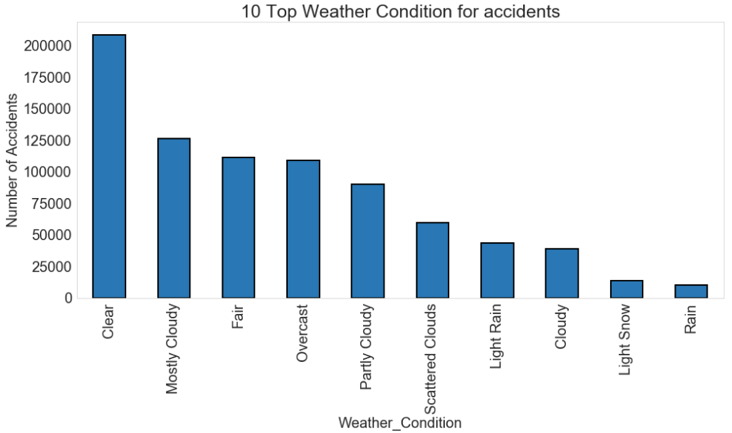 10 Top Weather Condition for accidents
Number of Accidents
200000
175000
150000
125000
100000
75000
50000
25000
0
Clear
Mostly Cloudy
Fair
Overcast
Partly Cloudy
Scattered Clouds
Light Rain
Cloudy
Light Snow
Rain
Weather_Condition